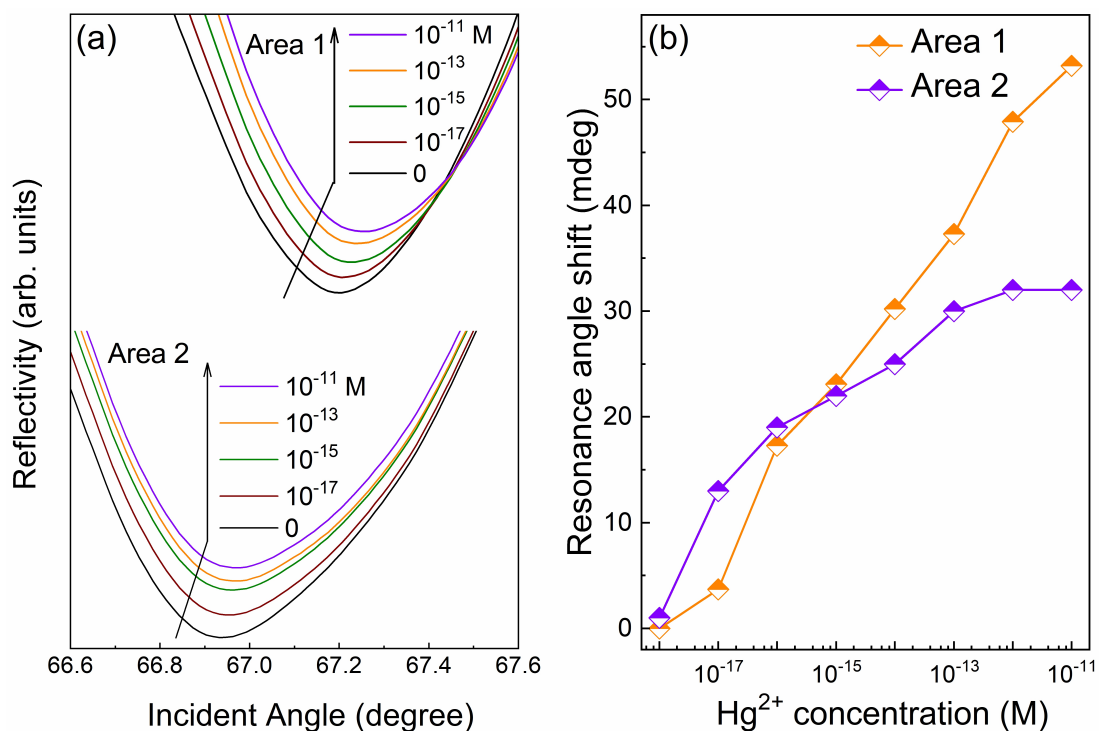 (a)
Area 1
10⁻¹¹ M
10⁻¹³
10⁻¹⁵
10⁻¹⁷
0
Area 2
10⁻¹¹ M
10⁻¹³
10⁻¹⁵
10⁻¹⁷
0
Reflectivity (arb. units)
66.6 66.8 67.0 67.2 67.4 67.6
Incident Angle (degree)
(b)
Area 1
Area 2
Resonance angle shift (mdeg)
50
40
30
20
10
0
10⁻¹⁷ 10⁻¹⁵ 10⁻¹³ 10⁻¹¹
Hg²⁺ concentration (M)